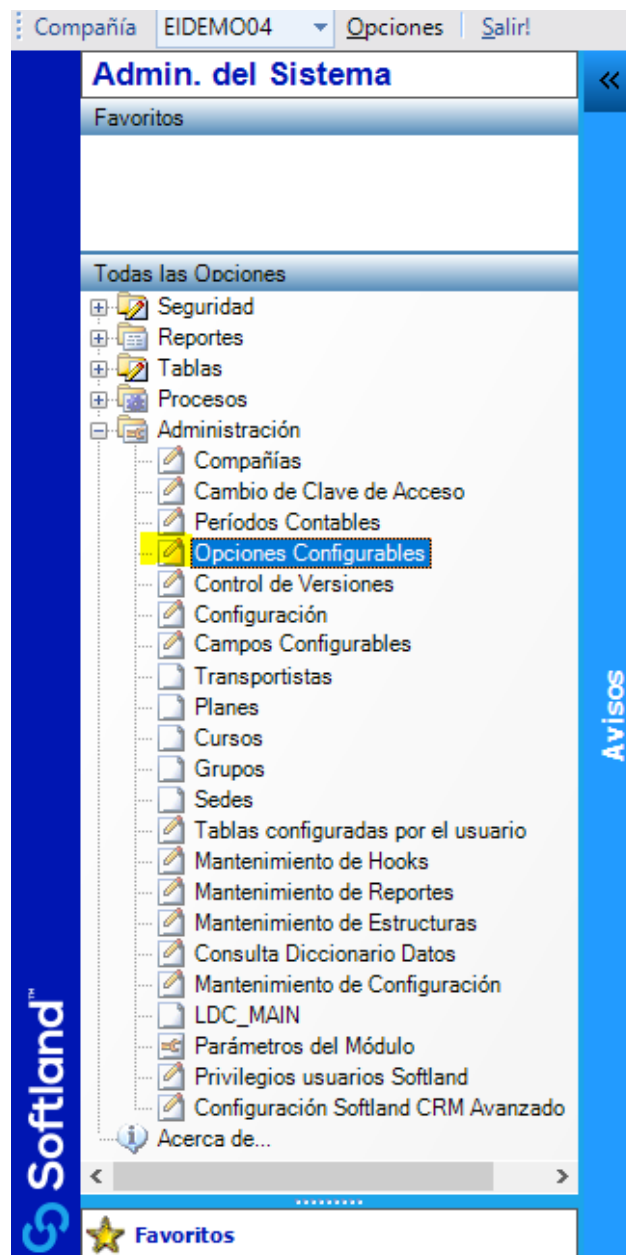 Compañía EIDEMO04 Opciones Salir!
Admin. del Sistema
«
Favoritos
Todas las Opciones
Seguridad
Reportes
Tablas
Procesos
Administración
Compañías
Cambio de Clave de Acceso
Períodos Contables
Opciones Configurables
Control de Versiones
Configuración
Campos Configurables
Transportistas
Planes
Cursos
Grupos
Sedes
Tablas configuradas por el usuario
Mantenimiento de Hooks
Mantenimiento de Reportes
Mantenimiento de Estructuras
Consulta Diccionario Datos
Mantenimiento de Configuración
LDC_MAIN
Parámetros del Módulo
Privilegios usuarios Softland
Configuración Softland CRM Avanzado
Acerca de...
Favoritos
Softland™
Avisos